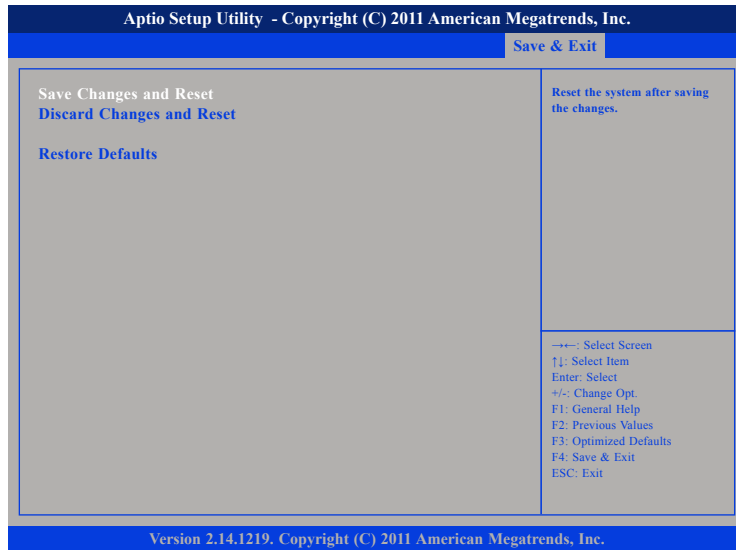 Aptio Setup Utility - Copyright (C) 2011 American Megatrends, Inc.
Save & Exit
Save Changes and Reset
Discard Changes and Reset
Restore Defaults
Reset the system after saving
the changes.
→←: Select Screen
↑↓: Select Item
Enter: Select
+/-: Change Opt.
F1: General Help
F2: Previous Values
F3: Optimized Defaults
F4: Save & Exit
ESC: Exit
Version 2.14.1219. Copyright (C) 2011 American Megatrends, Inc.